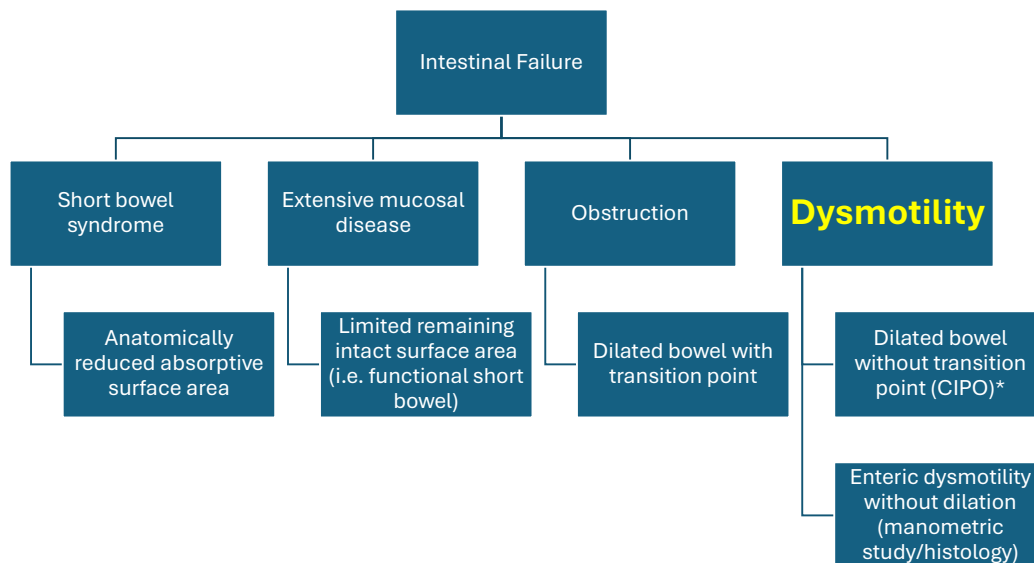 Intestinal Failure
Short bowel
syndrome
Extensive mucosal
disease
Obstruction
Dysmotility
Anatomically
reduced absorptive
surface area
Limited remaining
intact surface area
(i.e. functional short
bowel)
Dilated bowel with
transition point
Dilated bowel
without transition
point (CIPO)*
Enteric dysmotility
without dilation
(manometric
study/histology)